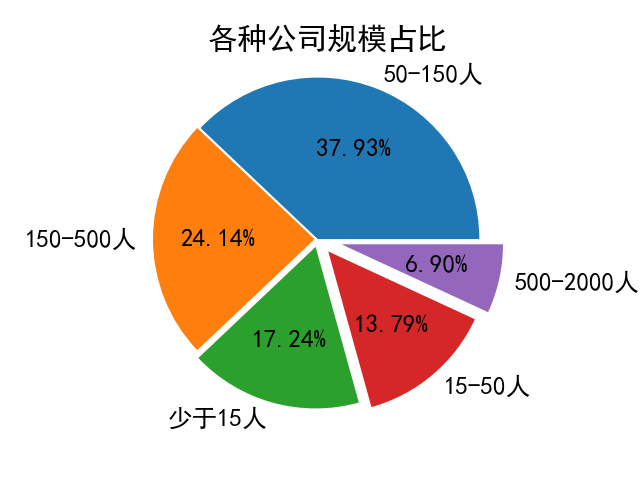 各种公司规模占比
50-150人
37.93%
150-500人
24.14%
6.90%
500-2000人
17.24%
13.79%
15-50人
少于15人